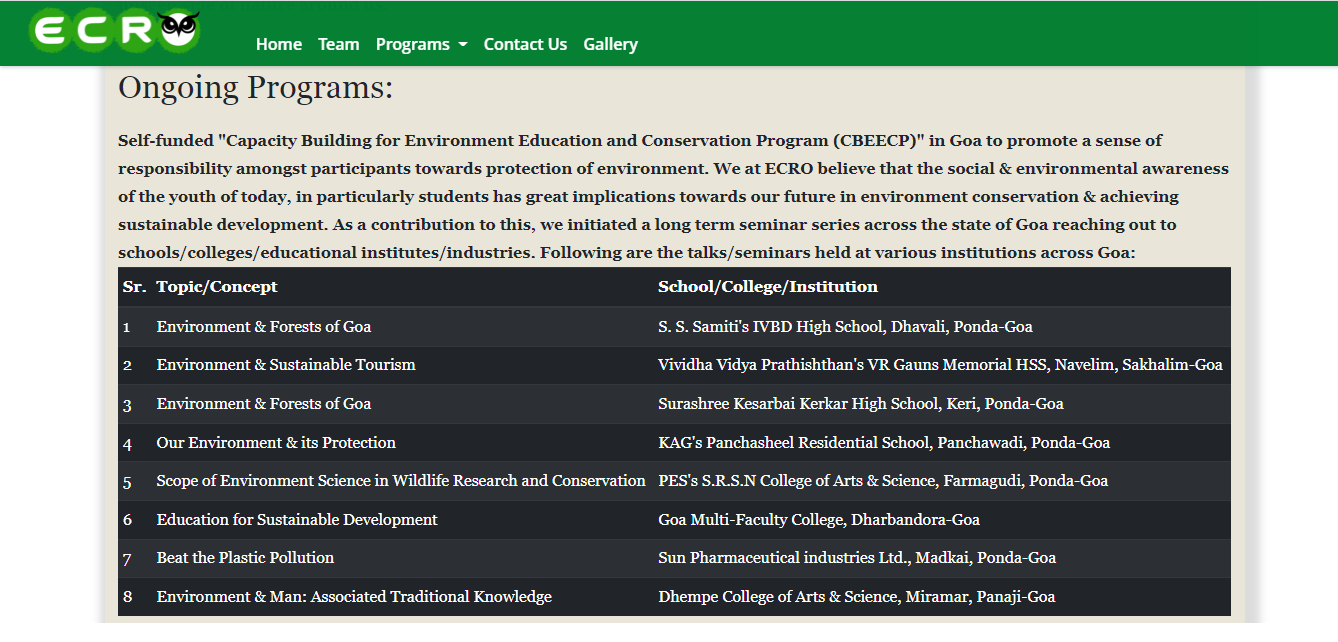 ECRO
Home Team Programs Contact Us Gallery
Ongoing Programs:
Self-funded "Capacity Building for Environment Education and Conservation Program (CBEECP)" in Goa to promote a sense of
responsibility amongst participants towards protection of environment. We at ECRO believe that the social & environmental awareness
of the youth of today, in particularly students has great implications towards our future in environment conservation & achieving
sustainable development. As a contribution to this, we initiated a long term seminar series across the state of Goa reaching out to
schools/colleges/educational institutes/industries. Following are the talks/seminars held at various institutions across Goa:
Sr. Topic/Concept School/College/Institution
1 Environment & Forests of Goa S. S. Samiti's IVBD High School, Dhavali, Ponda-Goa
2 Environment & Sustainable Tourism Vividha Vidya Prathishthan's VR Gauns Memorial HSS, Navelim, Sakhalim-Goa
3 Environment & Forests of Goa Surashree Kesarbai Kerkar High School, Keri, Ponda-Goa
4 Our Environment & its Protection KAG's Panchasheel Residential School, Panchawadi, Ponda-Goa
5 Scope of Environment Science in Wildlife Research and Conservation PES's S.R.S.N College of Arts & Science, Farmagudi, Ponda-Goa
6 Education for Sustainable Development Goa Multi-Faculty College, Dharbandora-Goa
7 Beat the Plastic Pollution Sun Pharmaceutical industries Ltd., Madkai, Ponda-Goa
8 Environment & Man: Associated Traditional Knowledge Dhempe College of Arts & Science, Miramar, Panaji-Goa